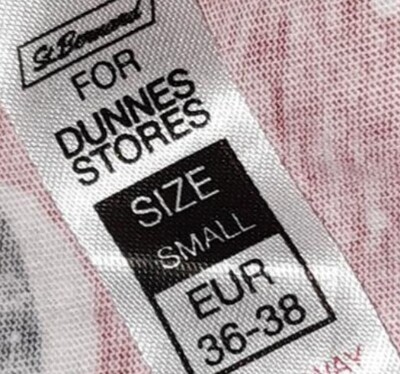 St. Bernard
FOR
DUNNES
STORES
SIZE
SMALL
EUR
36-38